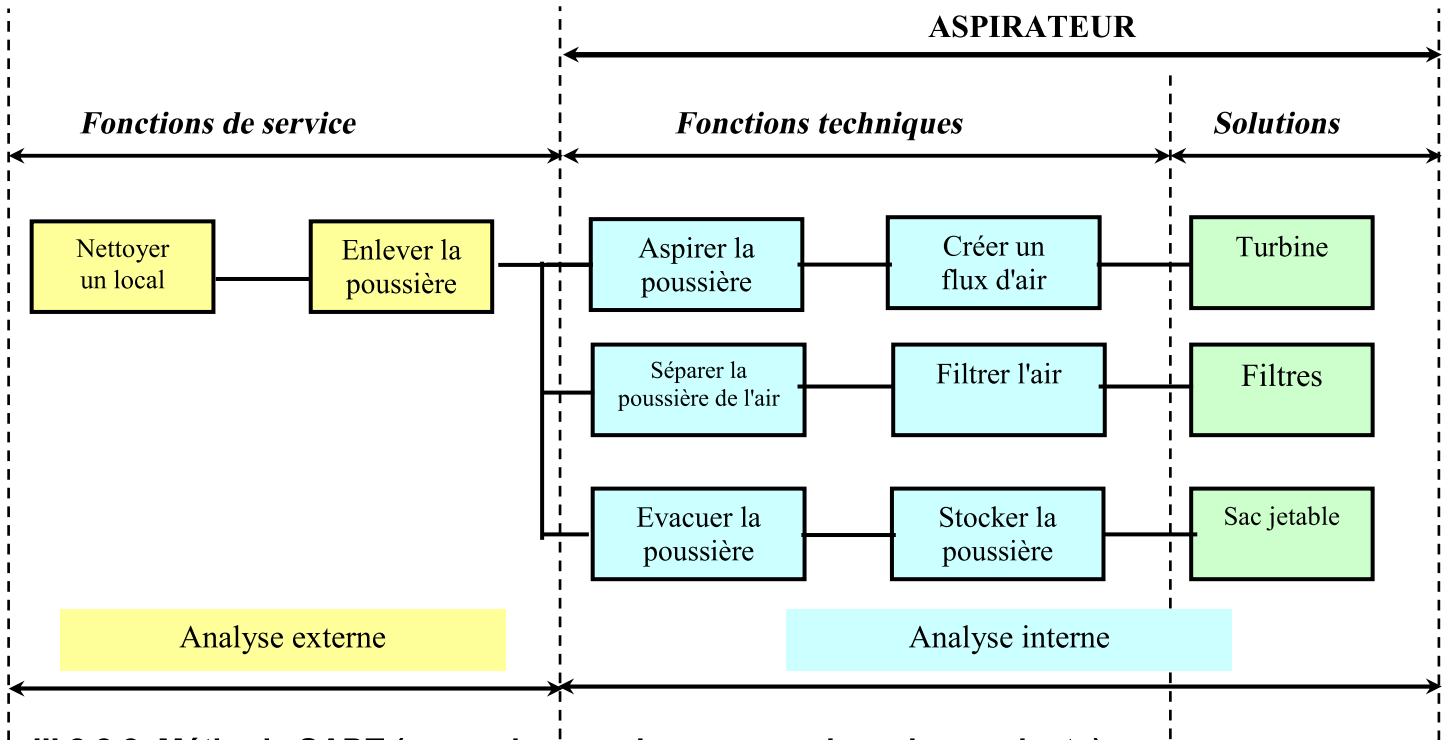 ASPIRATEUR
Fonctions de service
Fonctions techniques
Solutions
Nettoyer
un local
Enlever la
poussière
Aspirer la
poussière
Créer un
flux d'air
Turbine
Séparer la
poussière de l'air
Filtrer l'air
Filtres
Evacuer la
poussière
Stocker la
poussière
Sac jetable
Analyse externe
Analyse interne